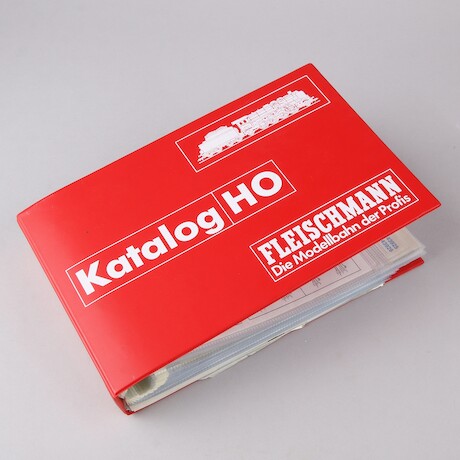 Katalog HO
FLEISCHMANN
Die Modellbahn der Profis